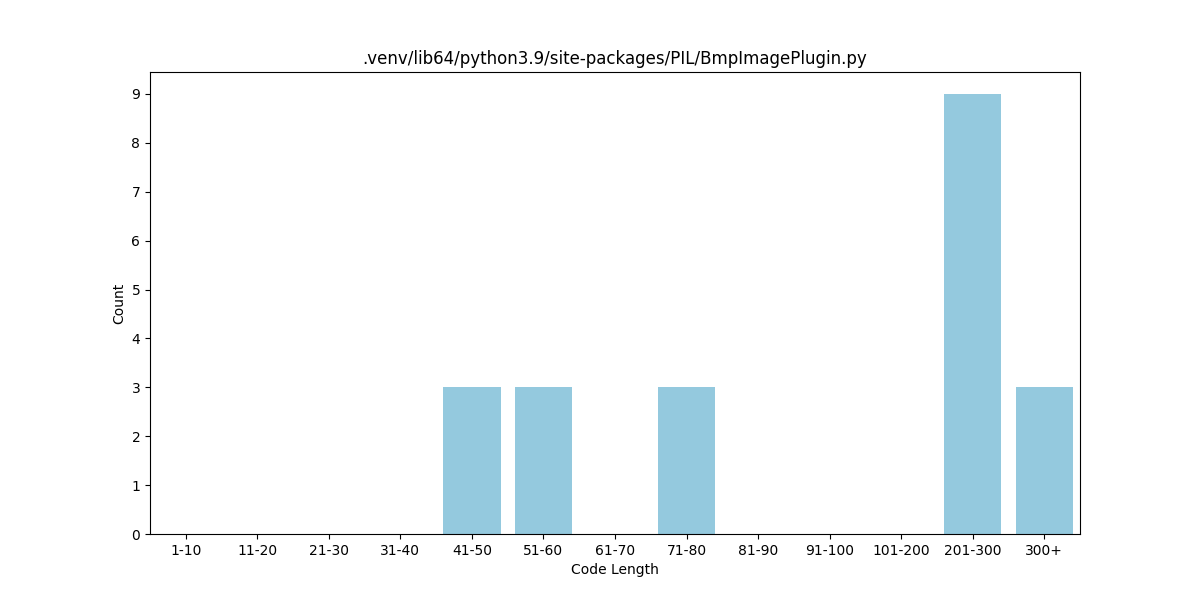 .venv/lib64/python3.9/site-packages/PIL/BmpImagePlugin.py
9
8
7
6
5
4
3
2
1
0
Count
1-10 11-20 21-30 31-40 41-50 51-60 61-70 71-80 81-90 91-100 101-200 201-300 300+
Code Length